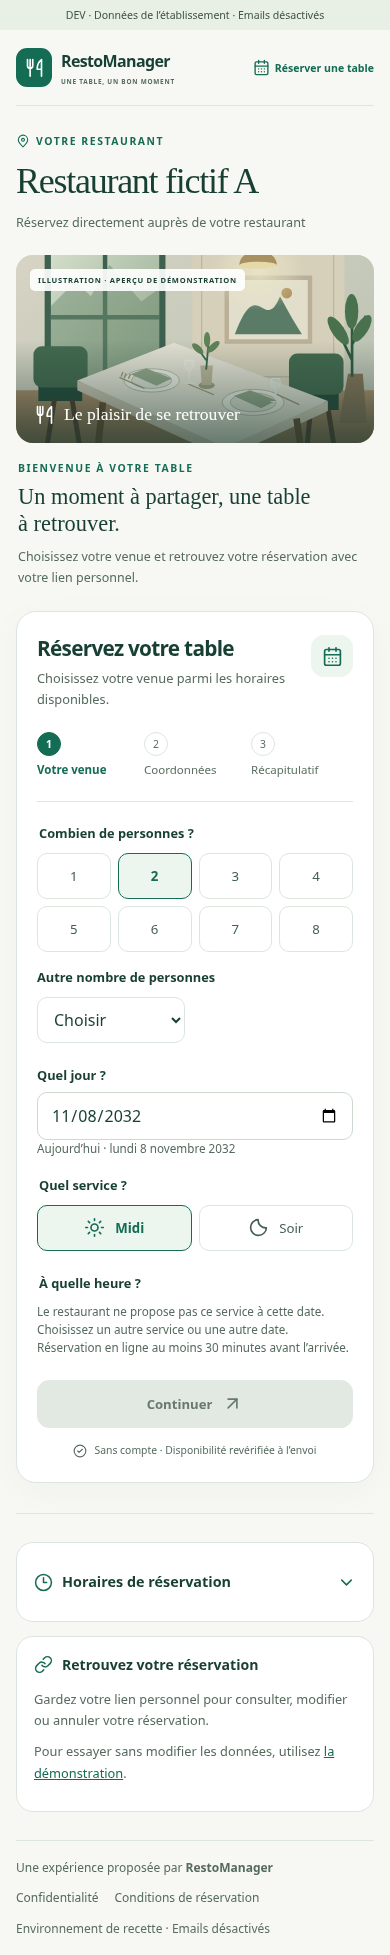 DEV · Données de l'établissement · Emails désactivés
RestoManager
UNE TABLE, UN BON MOMENT
Réserver une table
VOTRE RESTAURANT
Restaurant fictif A
Réservez directement auprès de votre restaurant
ILLUSTRATION · APERÇU DE DÉMONSTRATION
Le plaisir de se retrouver
BIENVENUE À VOTRE TABLE
Un moment à partager, une table
à retrouver.
Choisissez votre venue et retrouvez votre réservation avec
votre lien personnel.
Réservez votre table
Choisissez votre venue parmi les horaires
disponibles.
1 2 3
Votre venue Coordonnées Récapitulatif
Combien de personnes ?
1 2 3 4
5 6 7 8
Autre nombre de personnes
Choisir
Quel jour ?
11/08/2032
Aujourd'hui · lundi 8 novembre 2032
Quel service ?
Midi Soir
À quelle heure ?
Le restaurant ne propose pas ce service à cette date.
Choisissez un autre service ou une autre date.
Réservation en ligne au moins 30 minutes avant l'arrivée.
Continuer
Sans compte · Disponibilité revérifiée à l'envoi
Horaires de réservation
Retrouvez votre réservation
Gardez votre lien personnel pour consulter, modifier
ou annuler votre réservation.
Pour essayer sans modifier les données, utilisez la
démonstration.
Une expérience proposée par RestoManager
Confidentialité Conditions de réservation
Environnement de recette · Emails désactivés